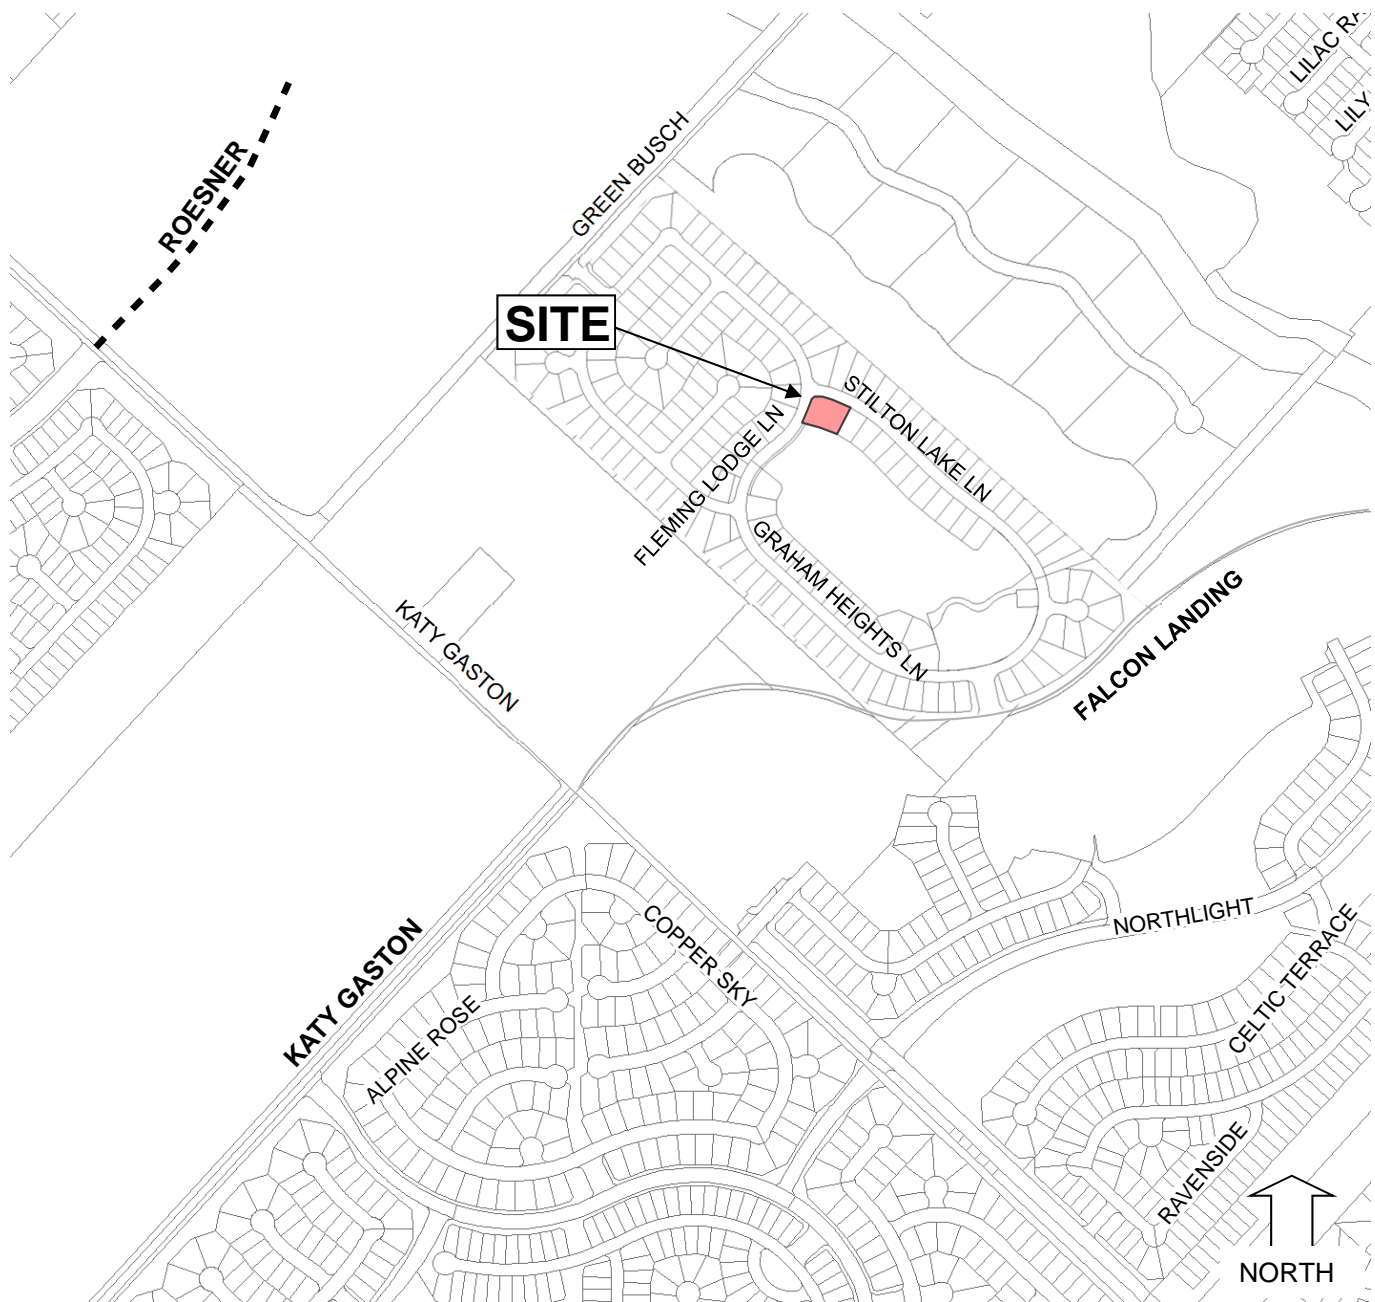 LILAC RA
LILY
GREEN BUSCH
ROESNER
SITE
STILTON LAKE LN
FLEMING LODGE LN
GRAHAM HEIGHTS LN
FALCON LANDING
KATY GASTON
NORTHLIGHT
COPPER SKY
KATY GASTON
CELTIC TERRACE
ALPINE ROSE
RAVENSIDE
NORTH